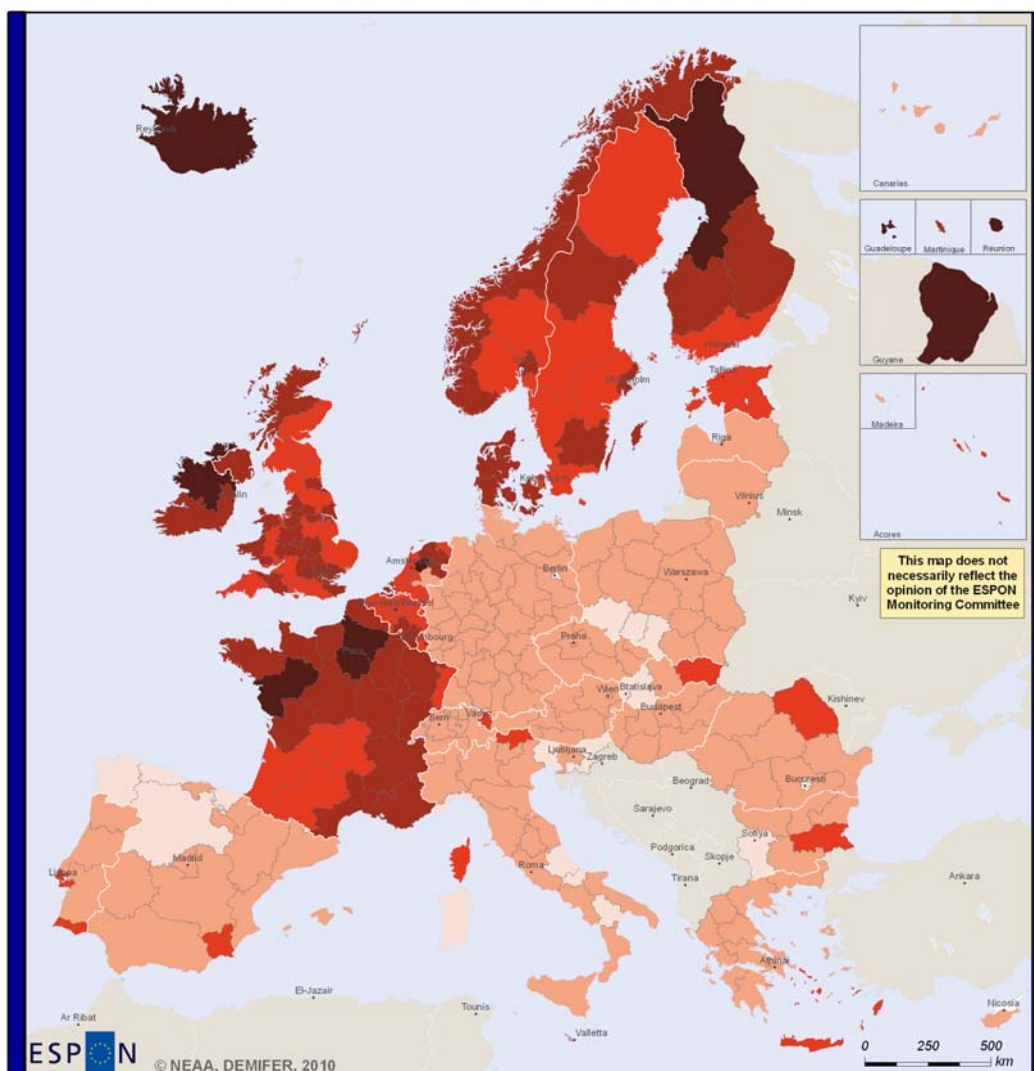 Reykjavik
Canarias
Guadeloupe
Martinique
Reunion
Guyane
Helsinki
Tallinn
Stockholm
Madeira
Riga
Acores
Vilnius
Minsk
This map does not
necessarily reflect the
opinion of the ESPON
Monitoring Committee
Berlin
Warszawa
Kyiv
Paris
Praha
Wien
Bratislava
Kishinev
Budapest
Bern
Vaduz
Ljubljana
Zagreb
Beograd
Bucuresti
Sarajevo
Sofiya
Podgorica
Skopje
Madrid
Roma
Lisboa
Tirana
Ankara
Athinai
El-Jazair
Tounis
Nicosia
Ar Ribat
Valletta
ESPON
© NEAA, DEMIFER, 2010
0 250 500
km